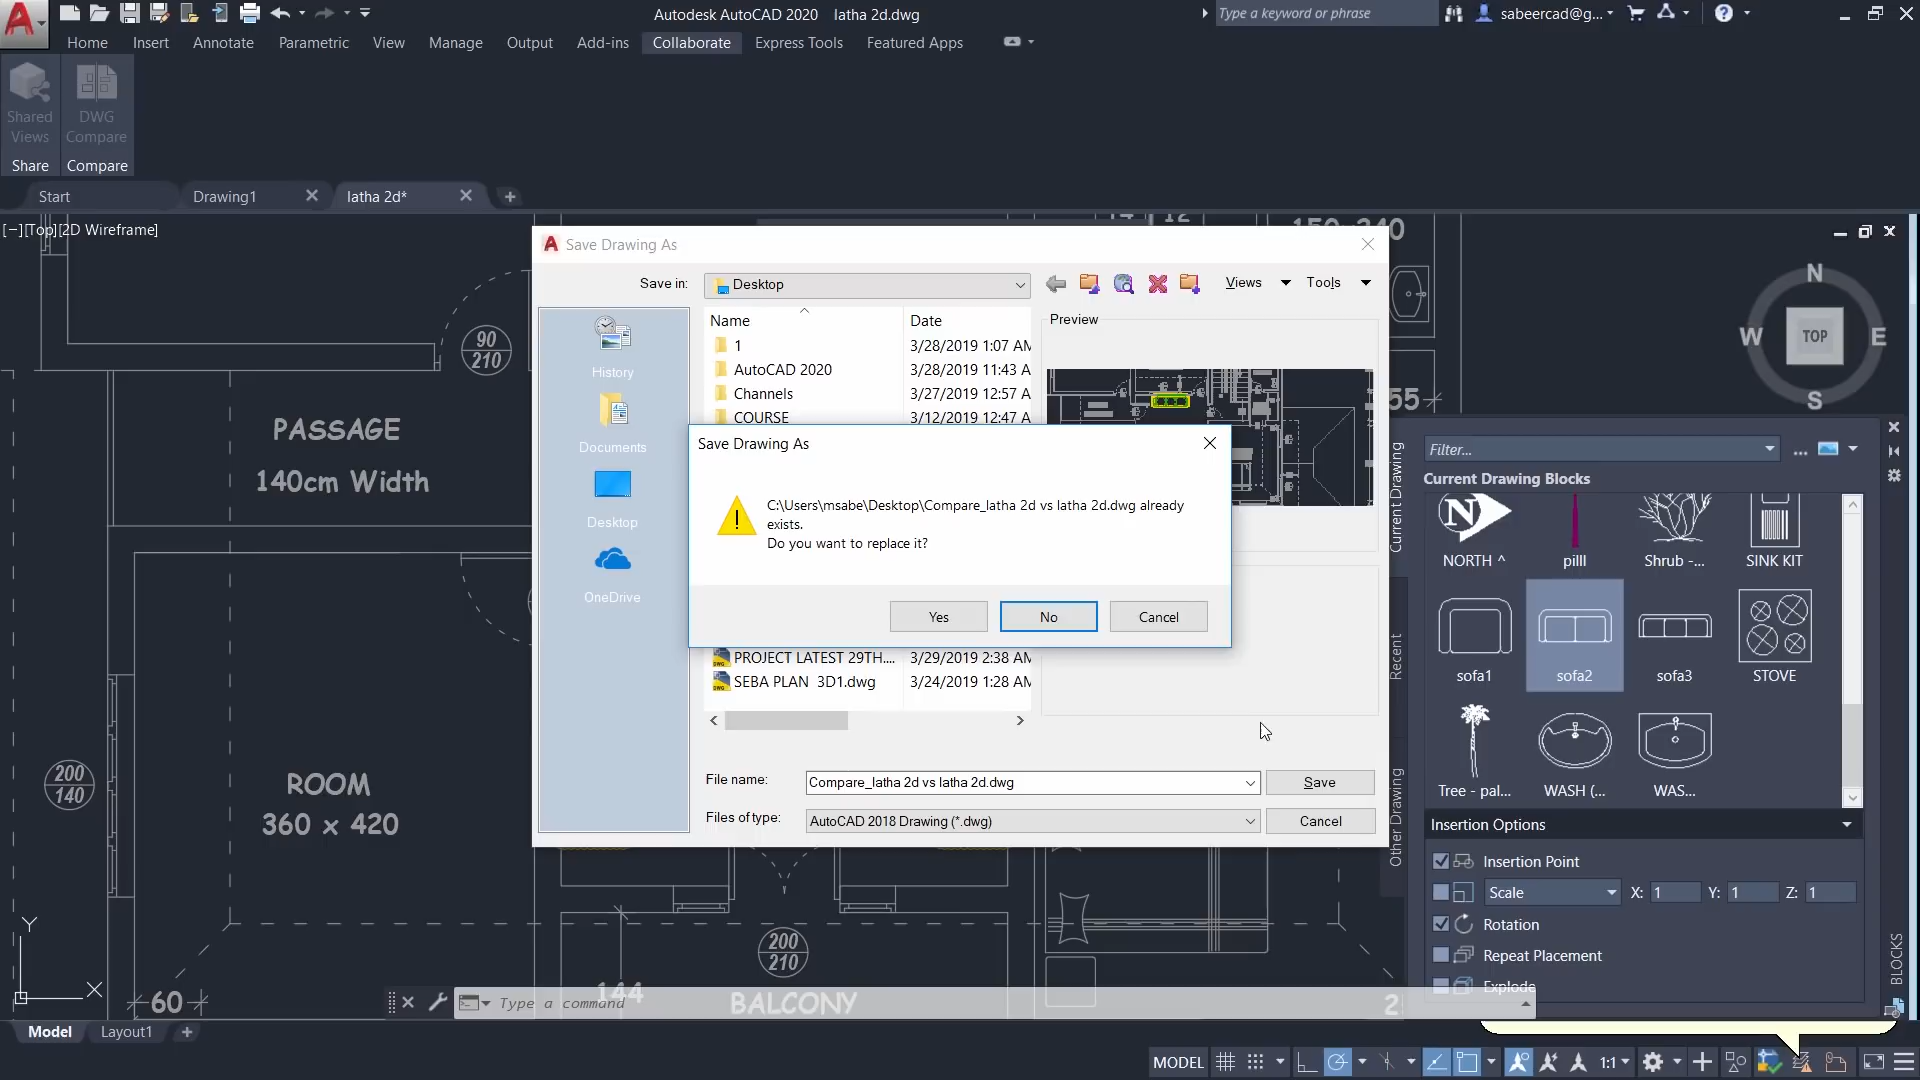 Autodesk AutoCAD 2020 latha 2d.dwg
Type a keyword or phrase
sabeercad@g...
Home Insert Annotate Parametric View Manage Output Add-ins Collaborate Express Tools Featured Apps
Shared Views
DWG Compare
Share Compare
Start Drawing1 latha 2d*
[−][Top][2D Wireframe]
Save Drawing As
Save in: Desktop Views Tools
Name Date
1 3/28/2019 1:07 AM
AutoCAD 2020 3/28/2019 11:43 A
Channels 3/27/2019 12:57 A
COURSE 3/12/2019 12:47 A
History
Documents
Desktop
OneDrive
Preview
Save Drawing As
C:\Users\msabe\Desktop\Compare_latha 2d vs latha 2d.dwg already
exists.
Do you want to replace it?
Yes No Cancel
PROJECT LATEST 29TH.... 3/29/2019 2:38 AM
SEBA PLAN 3D1.dwg 3/24/2019 1:28 AM
File name: Compare_latha 2d vs latha 2d.dwg Save
Files of type: AutoCAD 2018 Drawing (*.dwg) Cancel
90
210
PASSAGE
140cm Width
200
140
ROOM
360 x 420
60
200
210
144
BALCONY
14 12
55
N
W TOP E
S
Filter...
Current Drawing Blocks
NORTH ^ pilll Shrub -... SINK KIT
sofa1 sofa2 sofa3 STOVE
Tree - pal... WASH (... WAS...
Current Drawing
Recent
Other Drawing
Insertion Options
Insertion Point
Scale X: 1 Y: 1 Z: 1
Rotation
Repeat Placement
Explode
BLOCKS
Y
X
Type a command
Model Layout1
MODEL 1:1